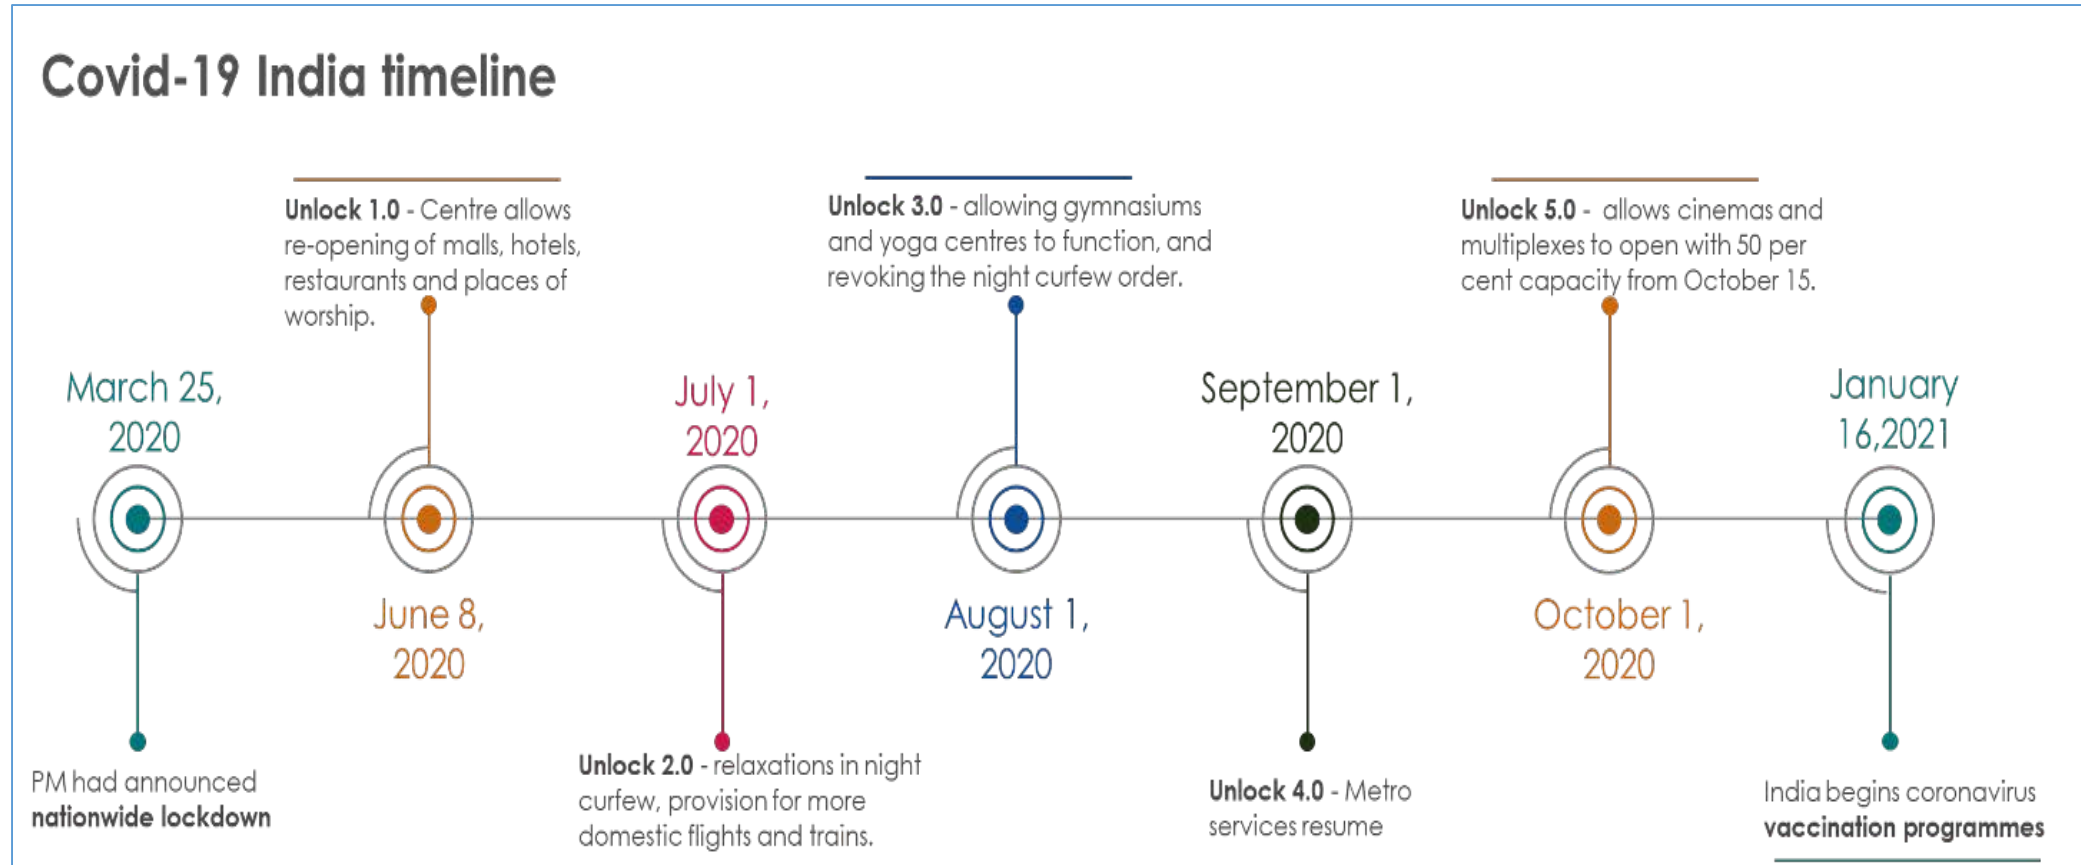 Covid-19 India timeline
Unlock 1.0 - Centre allows
re-opening of malls, hotels,
restaurants and places of
worship.
Unlock 3.0 - allowing gymnasiums
and yoga centres to function, and
revoking the night curfew order.
Unlock 5.0 - allows cinemas and
multiplexes to open with 50 per
cent capacity from October 15.
March 25,
2020
July 1,
2020
September 1,
2020
January
16,2021
June 8,
2020
August 1,
2020
October 1,
2020
PM had announced
nationwide lockdown
Unlock 2.0 - relaxations in night
curfew, provision for more
domestic flights and trains.
Unlock 4.0 - Metro
services resume
India begins coronavirus
vaccination programmes